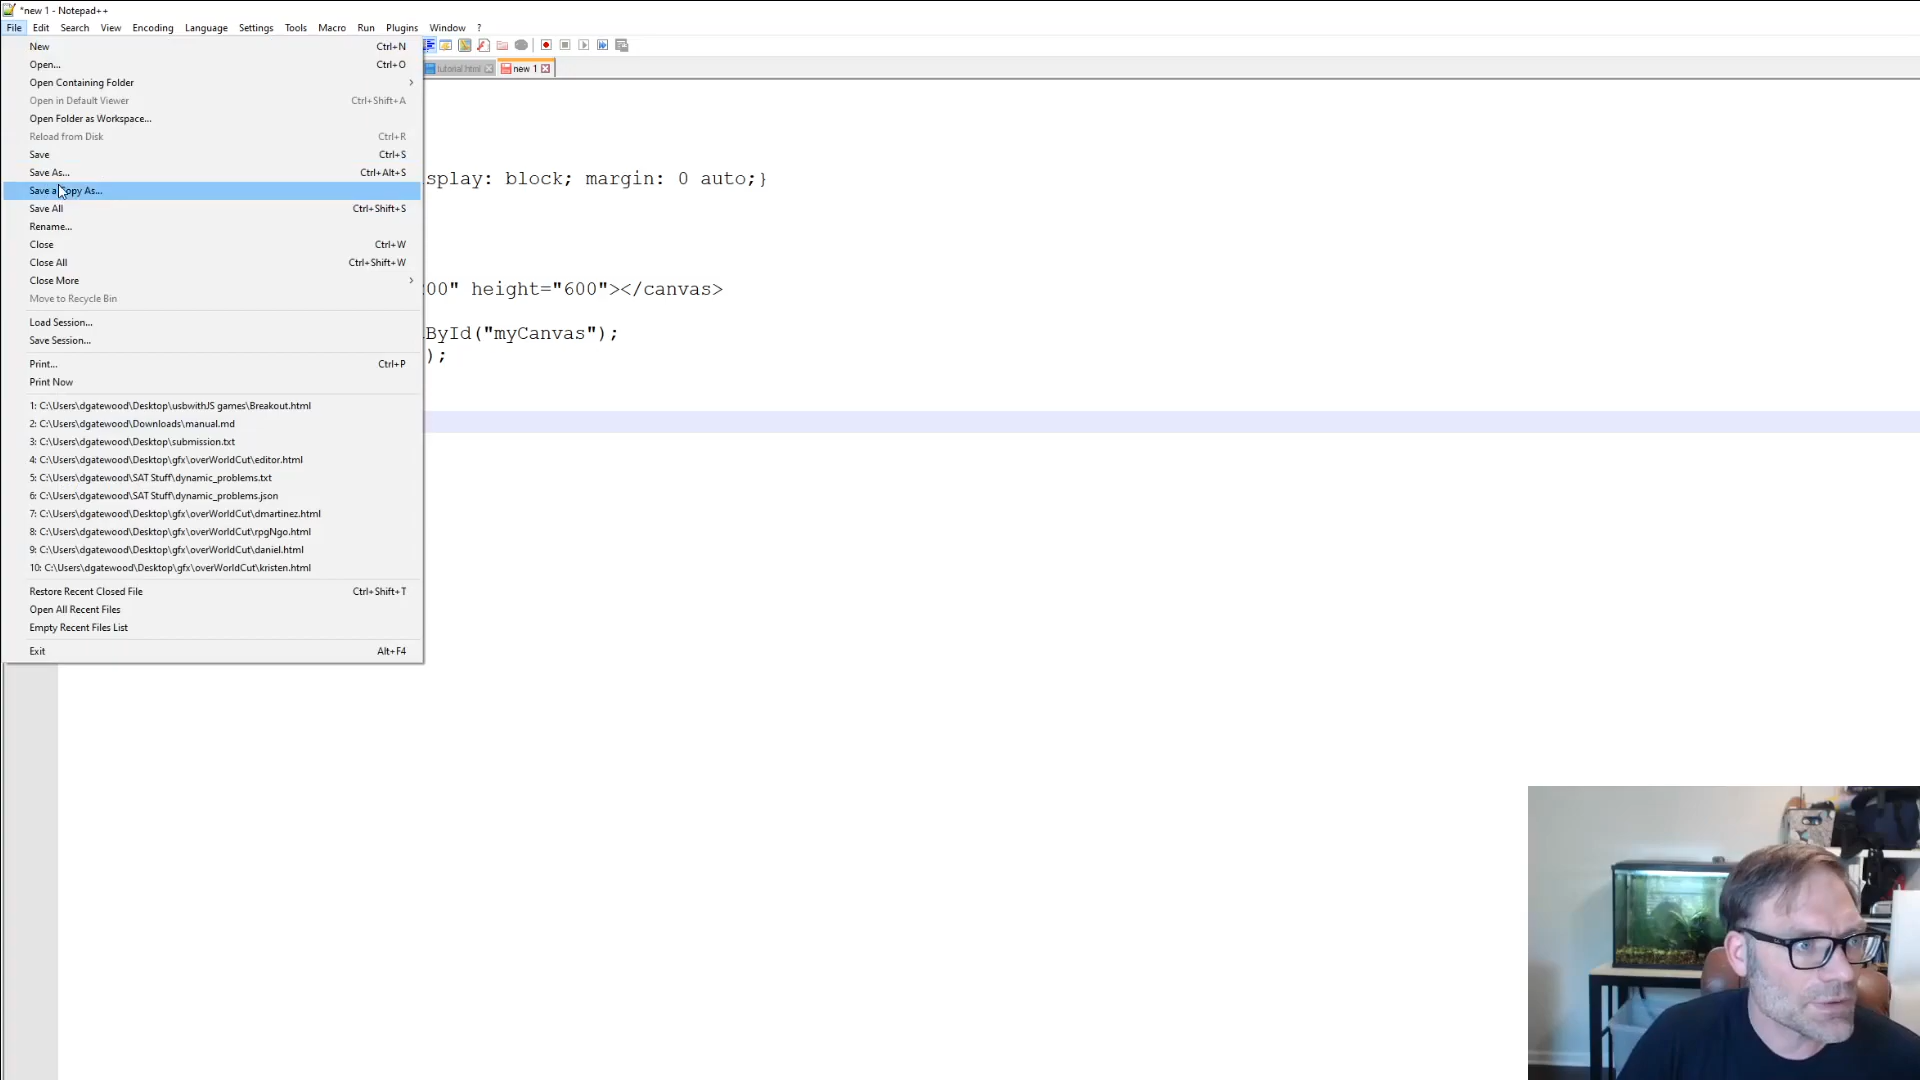 *new 1 - Notepad++
File Edit Search View Encoding Language Settings Tools Macro Run Plugins Window ?
New Ctrl+N
Open... Ctrl+O
tutorial.html new 1
Open Containing Folder
Open in Default Viewer Ctrl+Shift+A
Open Folder as Workspace...
Reload from Disk Ctrl+R
Save Ctrl+S
Save As... Ctrl+Alt+S
splay: block; margin: 0 auto;}
Save a Copy As...
Save All Ctrl+Shift+S
Rename...
Close Ctrl+W
Close All Ctrl+Shift+W
Close More
00" height="600"></canvas>
Move to Recycle Bin
Load Session...
ById("myCanvas");
Save Session...
);
Print... Ctrl+P
Print Now
1: C:\Users\dgatewood\Desktop\usbwithJS games\Breakout.html
2: C:\Users\dgatewood\Downloads\manual.md
3: C:\Users\dgatewood\Desktop\submission.txt
4: C:\Users\dgatewood\Desktop\gfx\overWorldCut\editor.html
5: C:\Users\dgatewood\SAT Stuff\dynamic_problems.txt
6: C:\Users\dgatewood\SAT Stuff\dynamic_problems.json
7: C:\Users\dgatewood\Desktop\gfx\overWorldCut\dmartinez.html
8: C:\Users\dgatewood\Desktop\gfx\overWorldCut\rpgNgo.html
9: C:\Users\dgatewood\Desktop\gfx\overWorldCut\daniel.html
10: C:\Users\dgatewood\Desktop\gfx\overWorldCut\kristen.html
Restore Recent Closed File Ctrl+Shift+T
Open All Recent Files
Empty Recent Files List
Exit Alt+F4